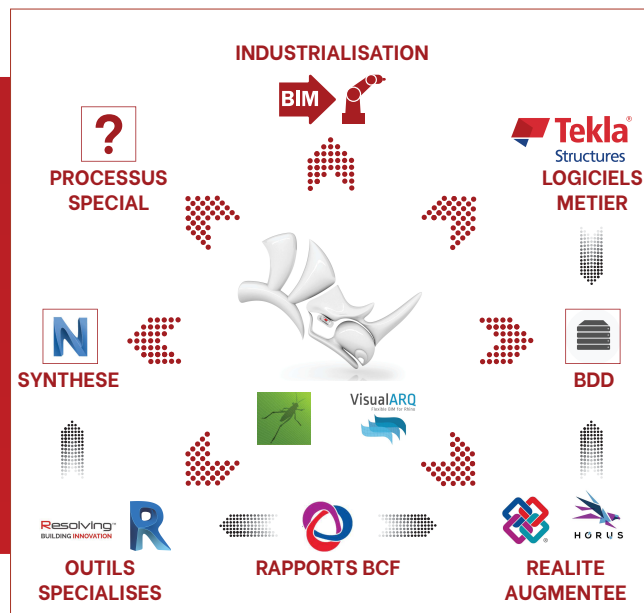 INDUSTRIALISATION
BIM
?
PROCESSUS
SPECIAL
Tekla®
Structures
LOGICIELS
METIER
N
SYNTHESE
BDD
VisualARQ
Flexible BIM for Rhino
Resolving™
BUILDING INNOVATION
R
OUTILS
SPECIALISES
RAPPORTS BCF
HORUS
REALITE
AUGMENTEE